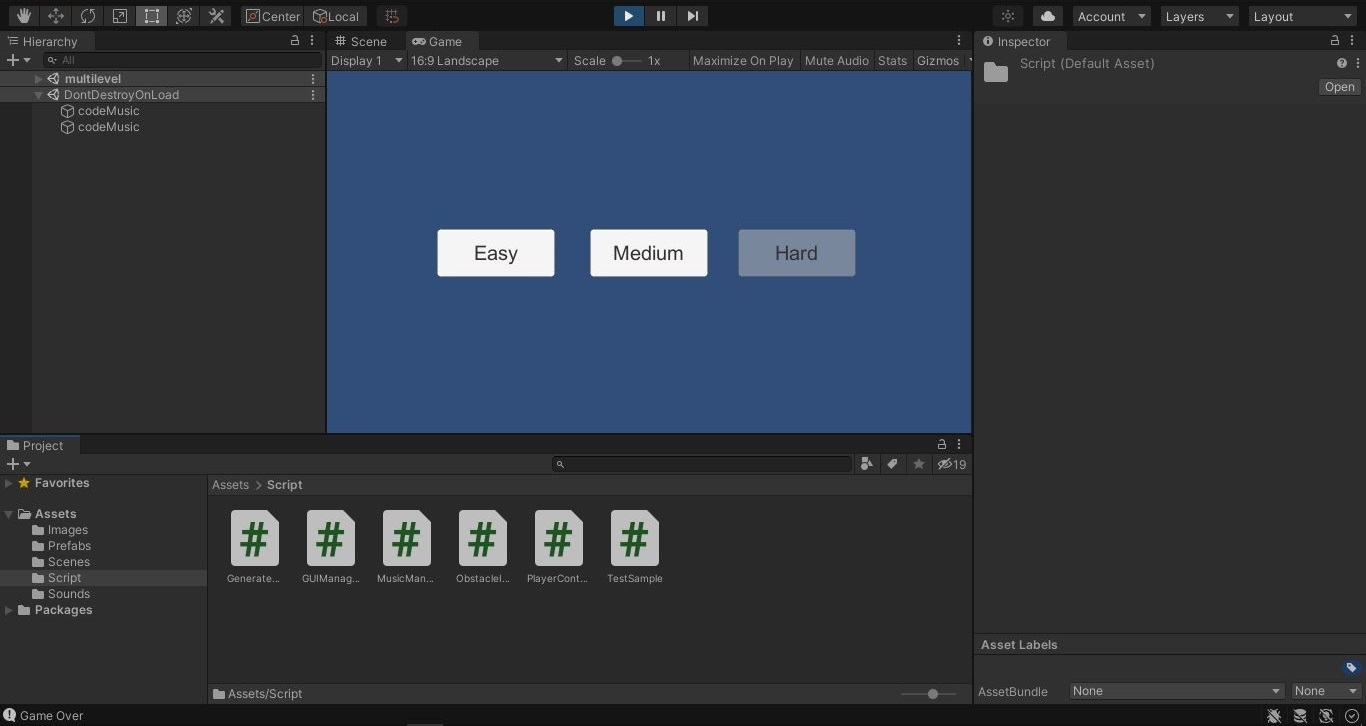 Center Local Account Layers Layout
Hierarchy
All
multilevel
DontDestroyOnLoad
codeMusic
codeMusic
Scene Game
Display 1 16:9 Landscape Scale 1x Maximize On Play Mute Audio Stats Gizmos
Easy Medium Hard
Inspector
Script (Default Asset)
Open
Project
19
Favorites
Assets
Images
Prefabs
Scenes
Script
Sounds
Packages
Assets > Script
Generate... GUIManag... MusicMan... ObstacleI... PlayerCont... TestSample
Assets/Script
Asset Labels
AssetBundle None None
Game Over